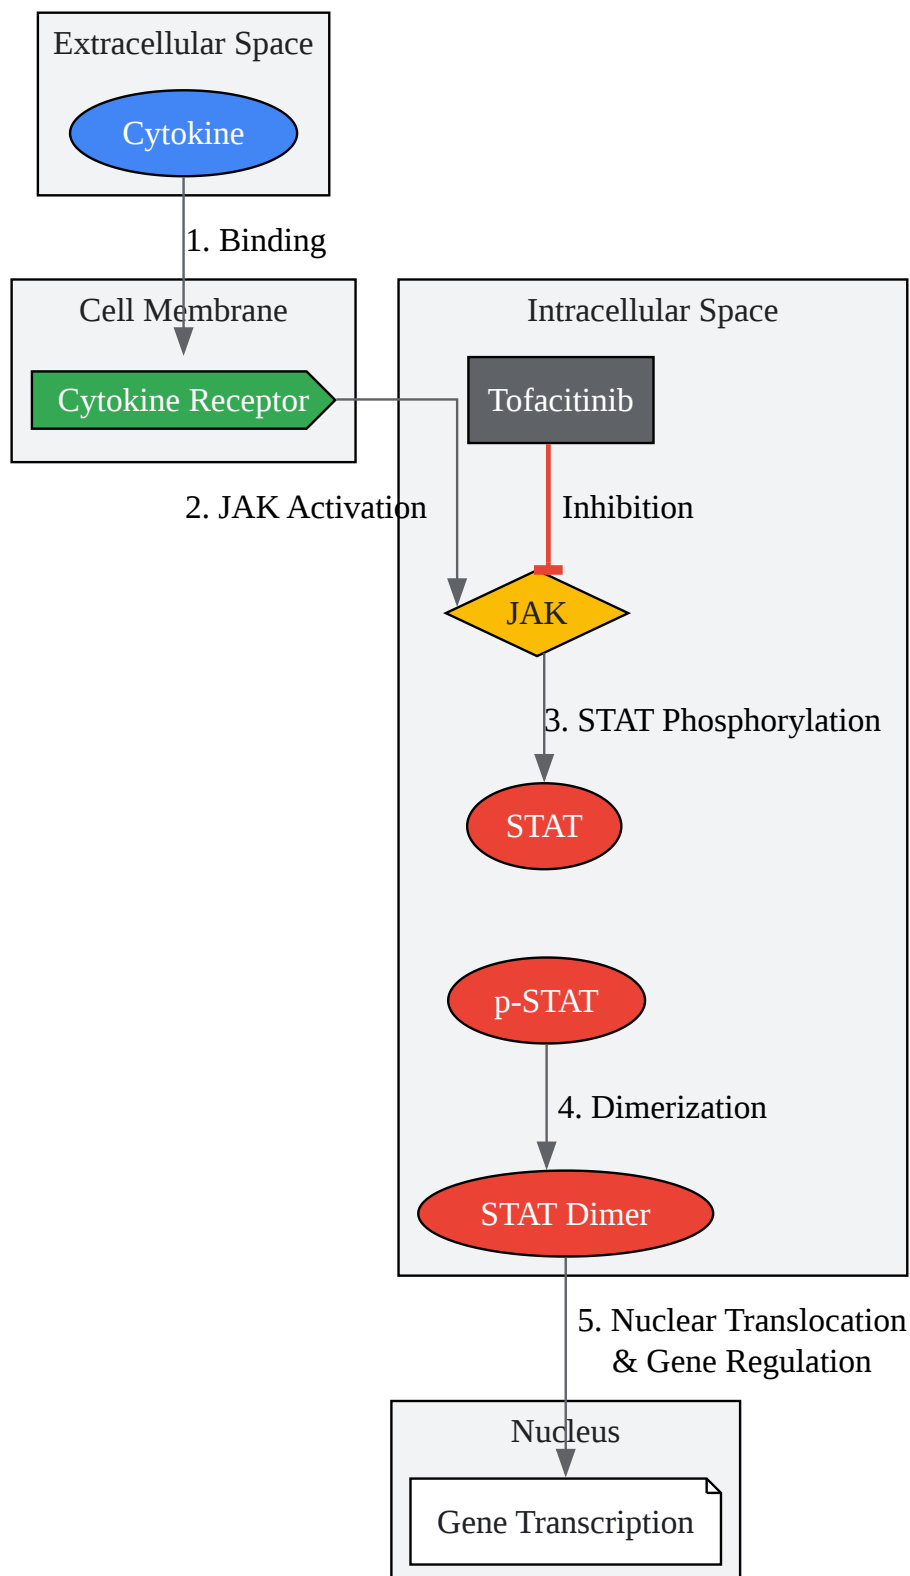 Extracellular Space
Cytokine
1. Binding
Cell Membrane
Cytokine Receptor
Intracellular Space
Tofacitinib
2. JAK Activation
Inhibition
JAK
3. STAT Phosphorylation
STAT
p-STAT
4. Dimerization
STAT Dimer
5. Nuclear Translocation
& Gene Regulation
Nucleus
Gene Transcription